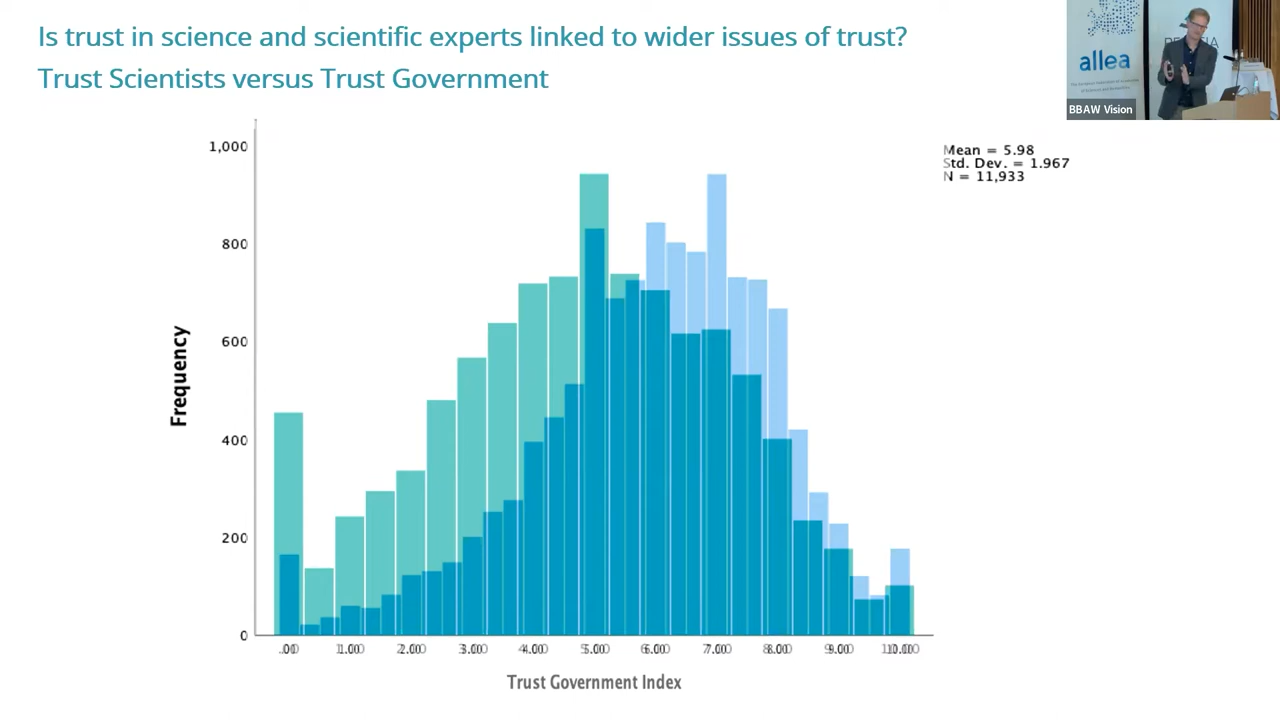 Is trust in science and scientific experts linked to wider issues of trust?
Trust Scientists versus Trust Government
allea
BBAW Vision
Mean = 5.98
Std. Dev. = 1.967
N = 11,933
1,000
800
600
400
200
0
Frequency
.00 1.00 2.00 3.00 4.00 5.00 6.00 7.00 8.00 9.00 10.00
Trust Government Index